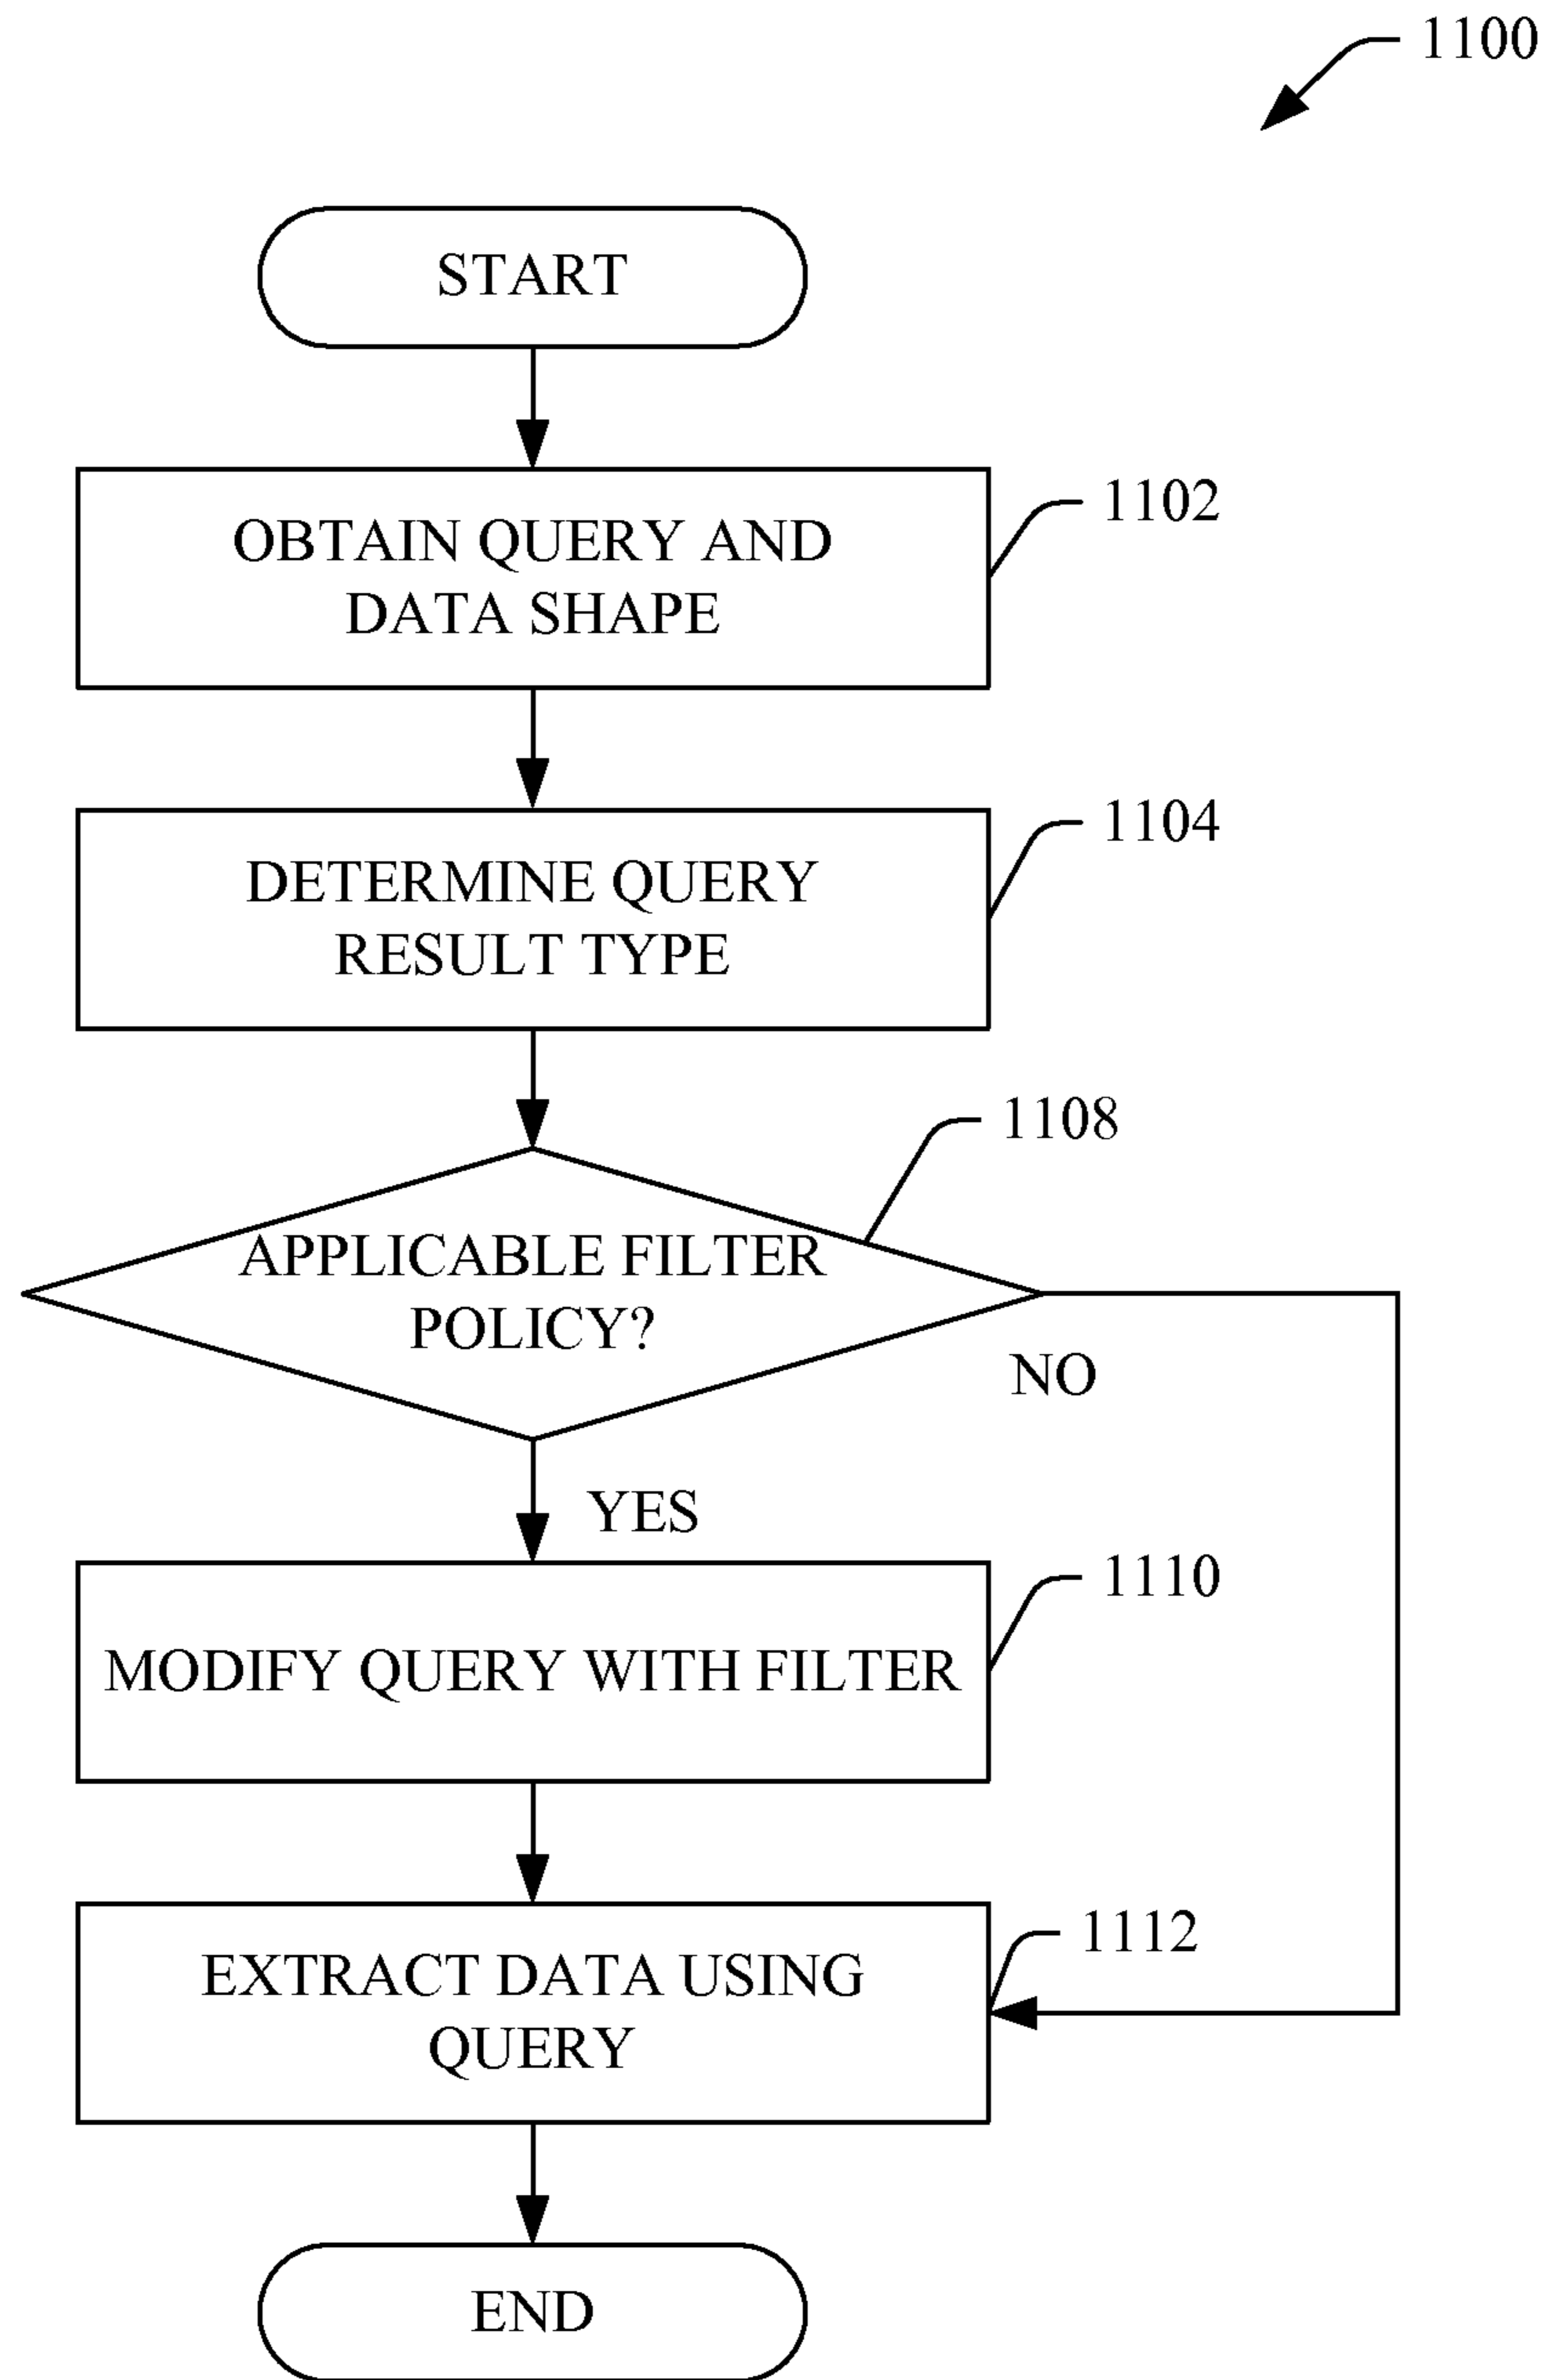 1100
START
OBTAIN QUERY AND
DATA SHAPE
1102
DETERMINE QUERY
RESULT TYPE
1104
1108
APPLICABLE FILTER
POLICY?
NO
YES
1110
MODIFY QUERY WITH FILTER
1112
EXTRACT DATA USING
QUERY
END